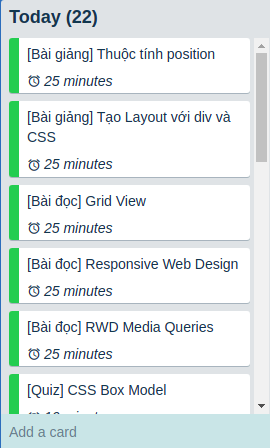 Today (22)
[Bài giảng] Thuộc tính position
25 minutes
[Bài giảng] Tạo Layout với div và
CSS
25 minutes
[Bài đọc] Grid View
25 minutes
[Bài đọc] Responsive Web Design
25 minutes
[Bài đọc] RWD Media Queries
25 minutes
[Quiz] CSS Box Model
Add a card